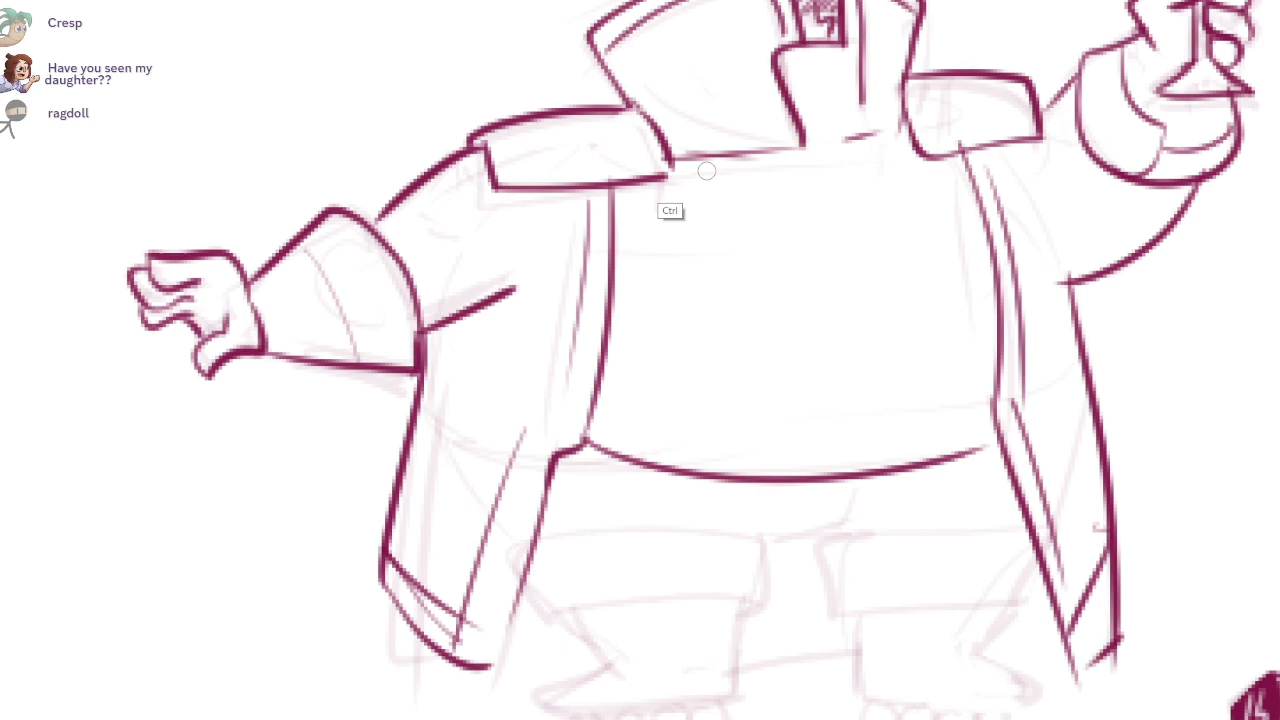 Cresp
Have you seen my
daughter??
ragdoll
Ctrl